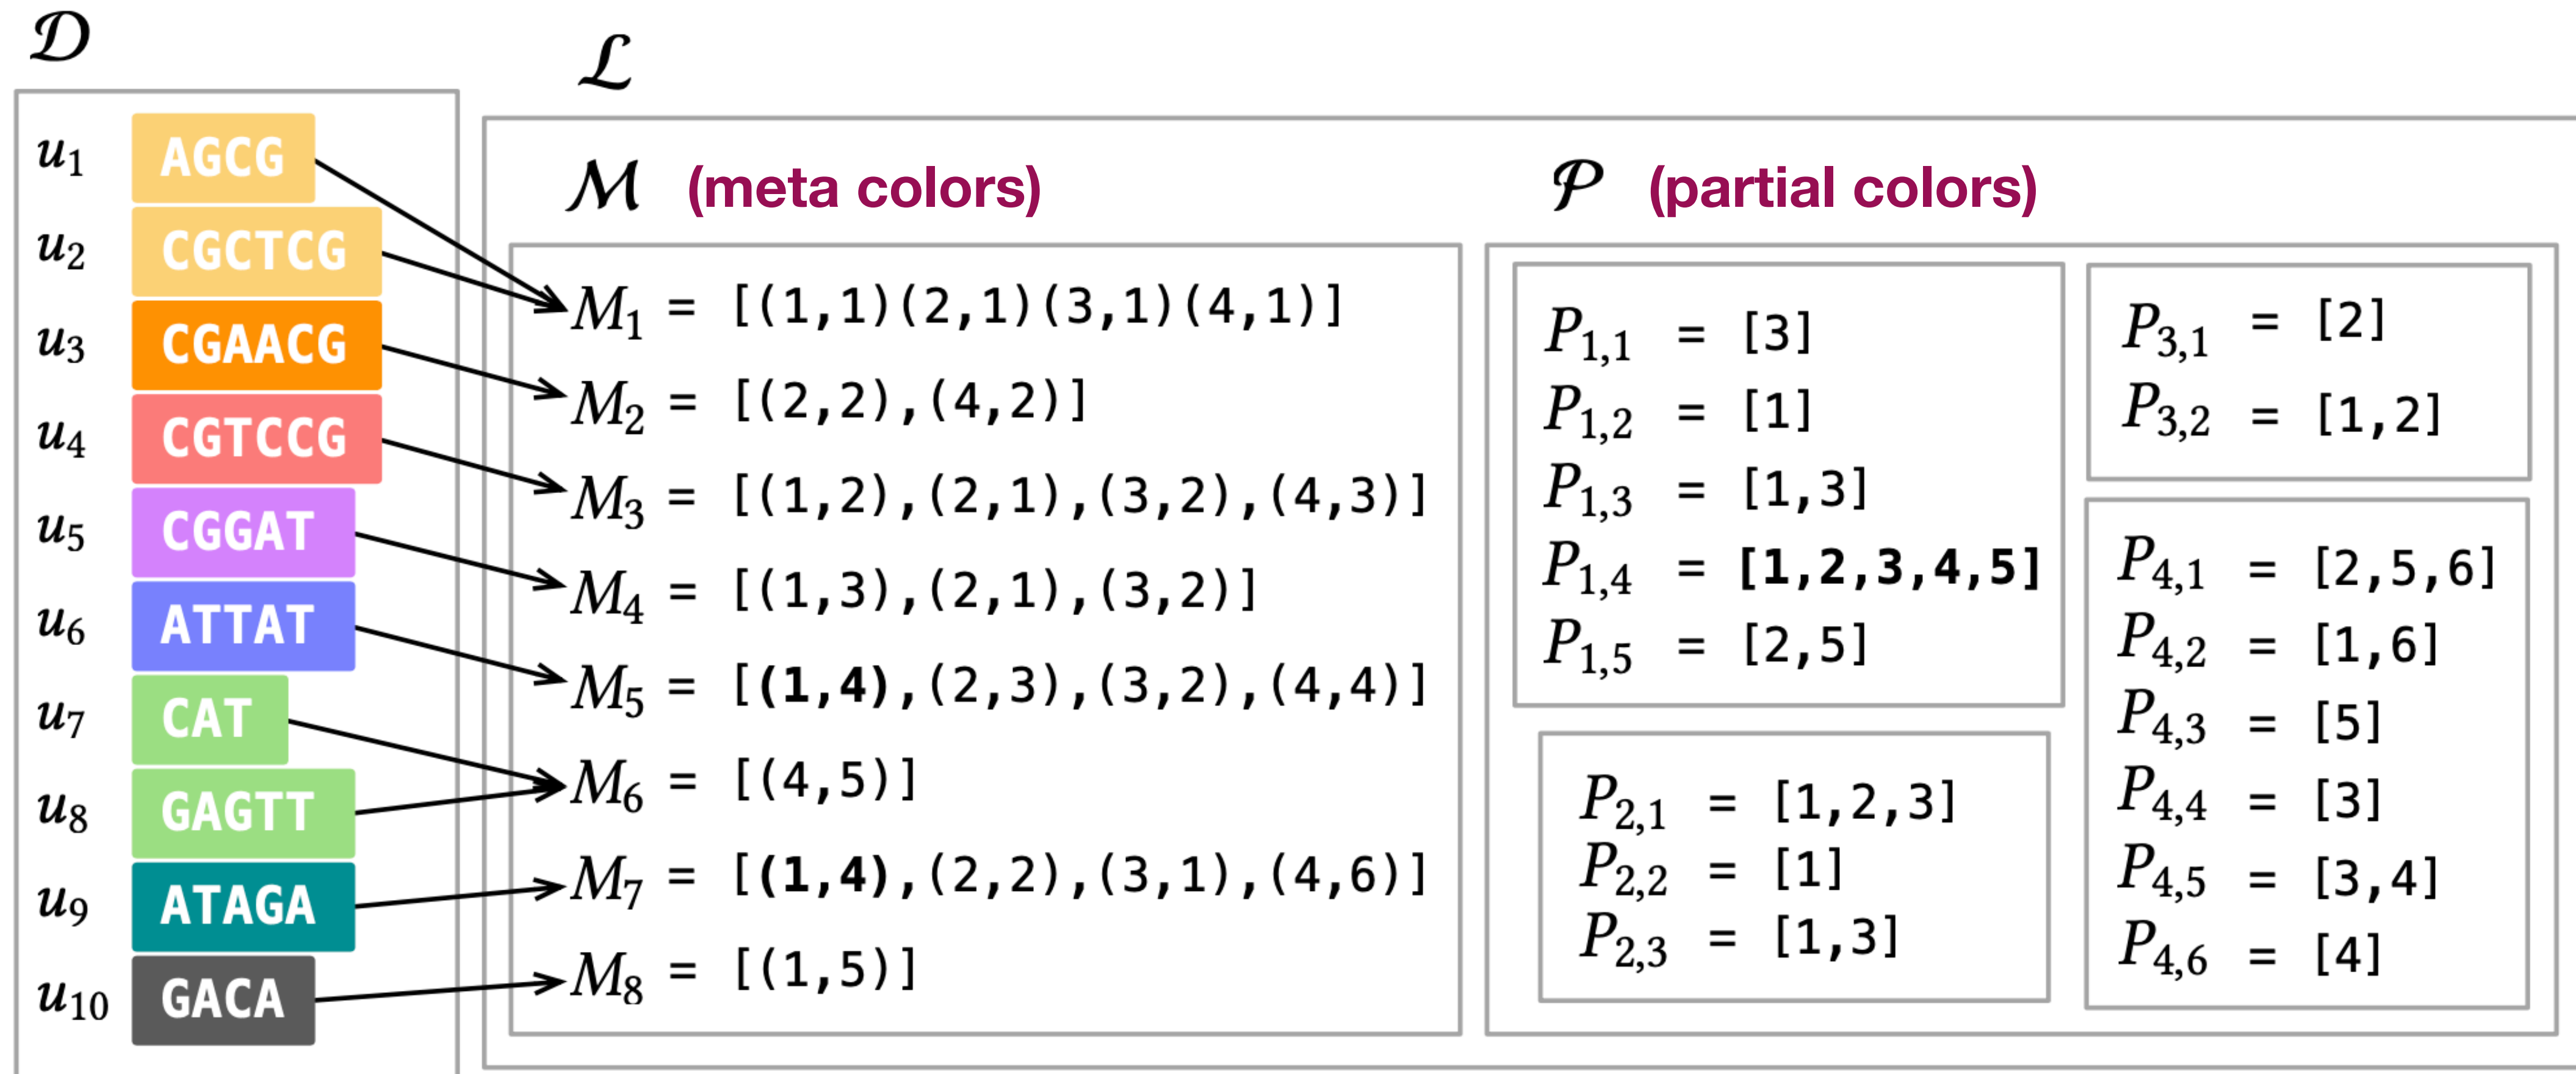 𝒟
u1 AGCG
u2 CGCTCG
u3 CGAACG
u4 CGTCCG
u5 CGGAT
u6 ATTAT
u7 CAT
u8 GAGTT
u9 ATAGA
u10 GACA
ℒ
ℳ (meta colors)
M1 = [(1,1)(2,1)(3,1)(4,1)]
M2 = [(2,2),(4,2)]
M3 = [(1,2),(2,1),(3,2),(4,3)]
M4 = [(1,3),(2,1),(3,2)]
M5 = [(1,4),(2,3),(3,2),(4,4)]
M6 = [(4,5)]
M7 = [(1,4),(2,2),(3,1),(4,6)]
M8 = [(1,5)]
𝒫 (partial colors)
P1,1 = [3]
P1,2 = [1]
P1,3 = [1,3]
P1,4 = [1,2,3,4,5]
P1,5 = [2,5]
P2,1 = [1,2,3]
P2,2 = [1]
P2,3 = [1,3]
P3,1 = [2]
P3,2 = [1,2]
P4,1 = [2,5,6]
P4,2 = [1,6]
P4,3 = [5]
P4,4 = [3]
P4,5 = [3,4]
P4,6 = [4]